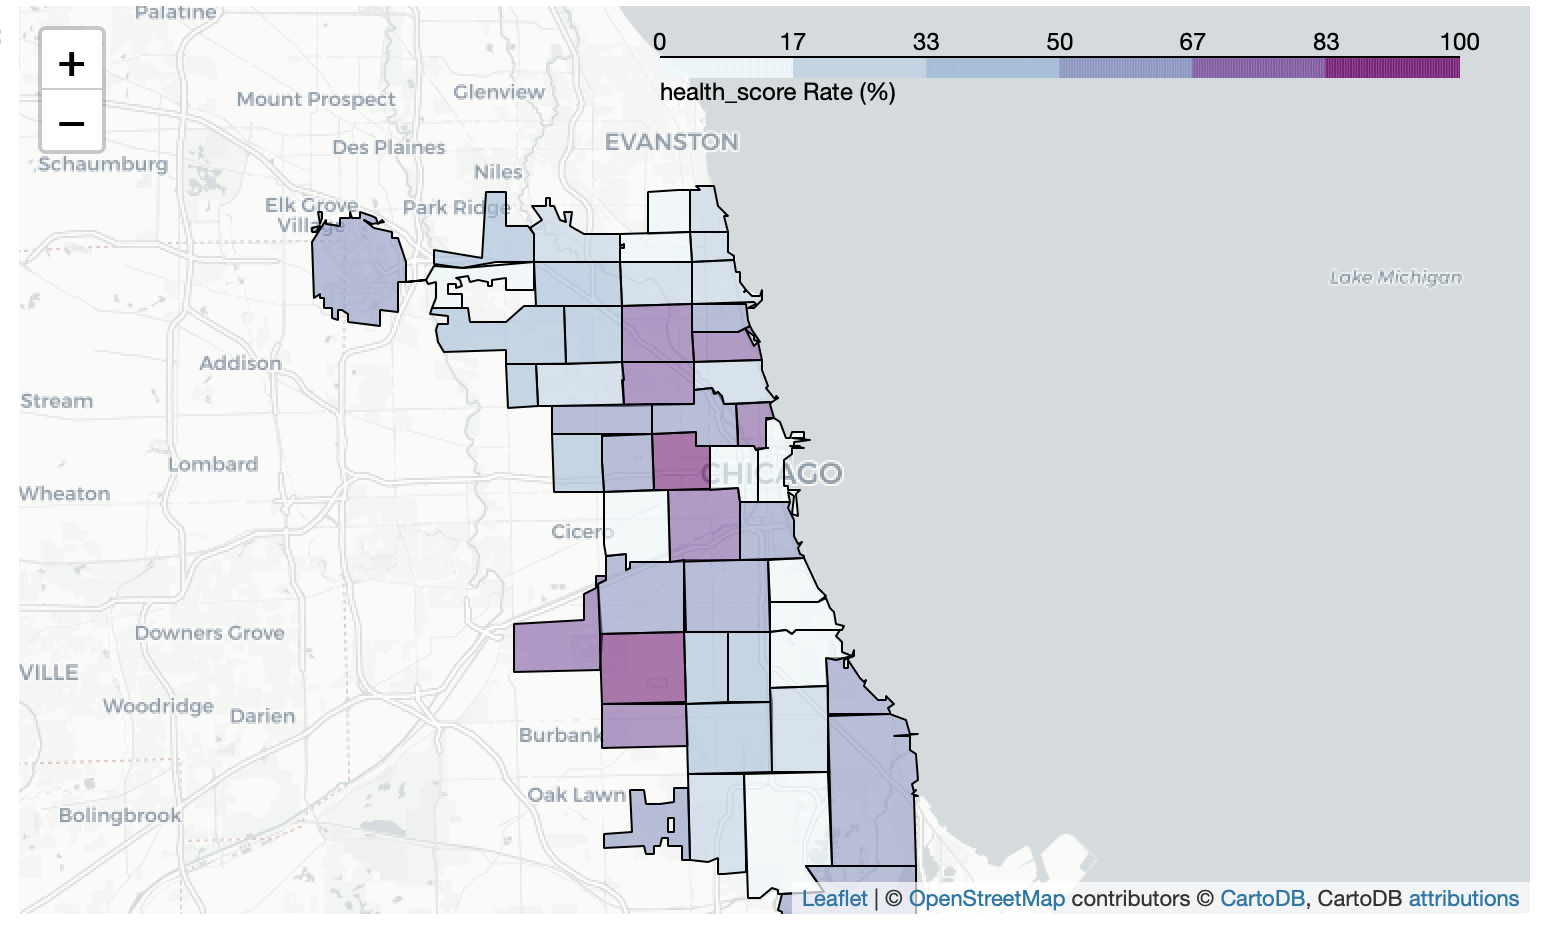 Palatine
+
−
0 17 33 50 67 83 100
health_score Rate (%)
Mount Prospect
Glenview
EVANSTON
Des Plaines
Schaumburg
Niles
Elk Grove
Village
Park Ridge
Lake Michigan
Addison
Stream
Lombard
CHICAGO
Wheaton
Cicero
Downers Grove
VILLE
Woodridge
Darien
Burbank
Oak Lawn
Bolingbrook
Leaflet | © OpenStreetMap contributors © CartoDB, CartoDB attributions